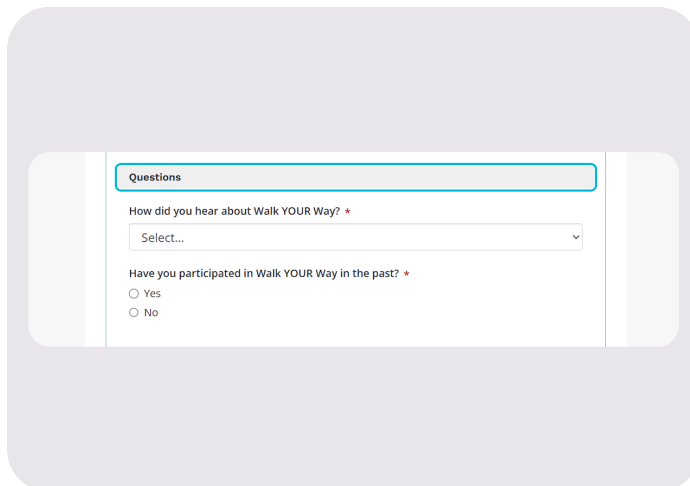 Questions
How did you hear about Walk YOUR Way? *
Select...
Have you participated in Walk YOUR Way in the past? *
Yes
No